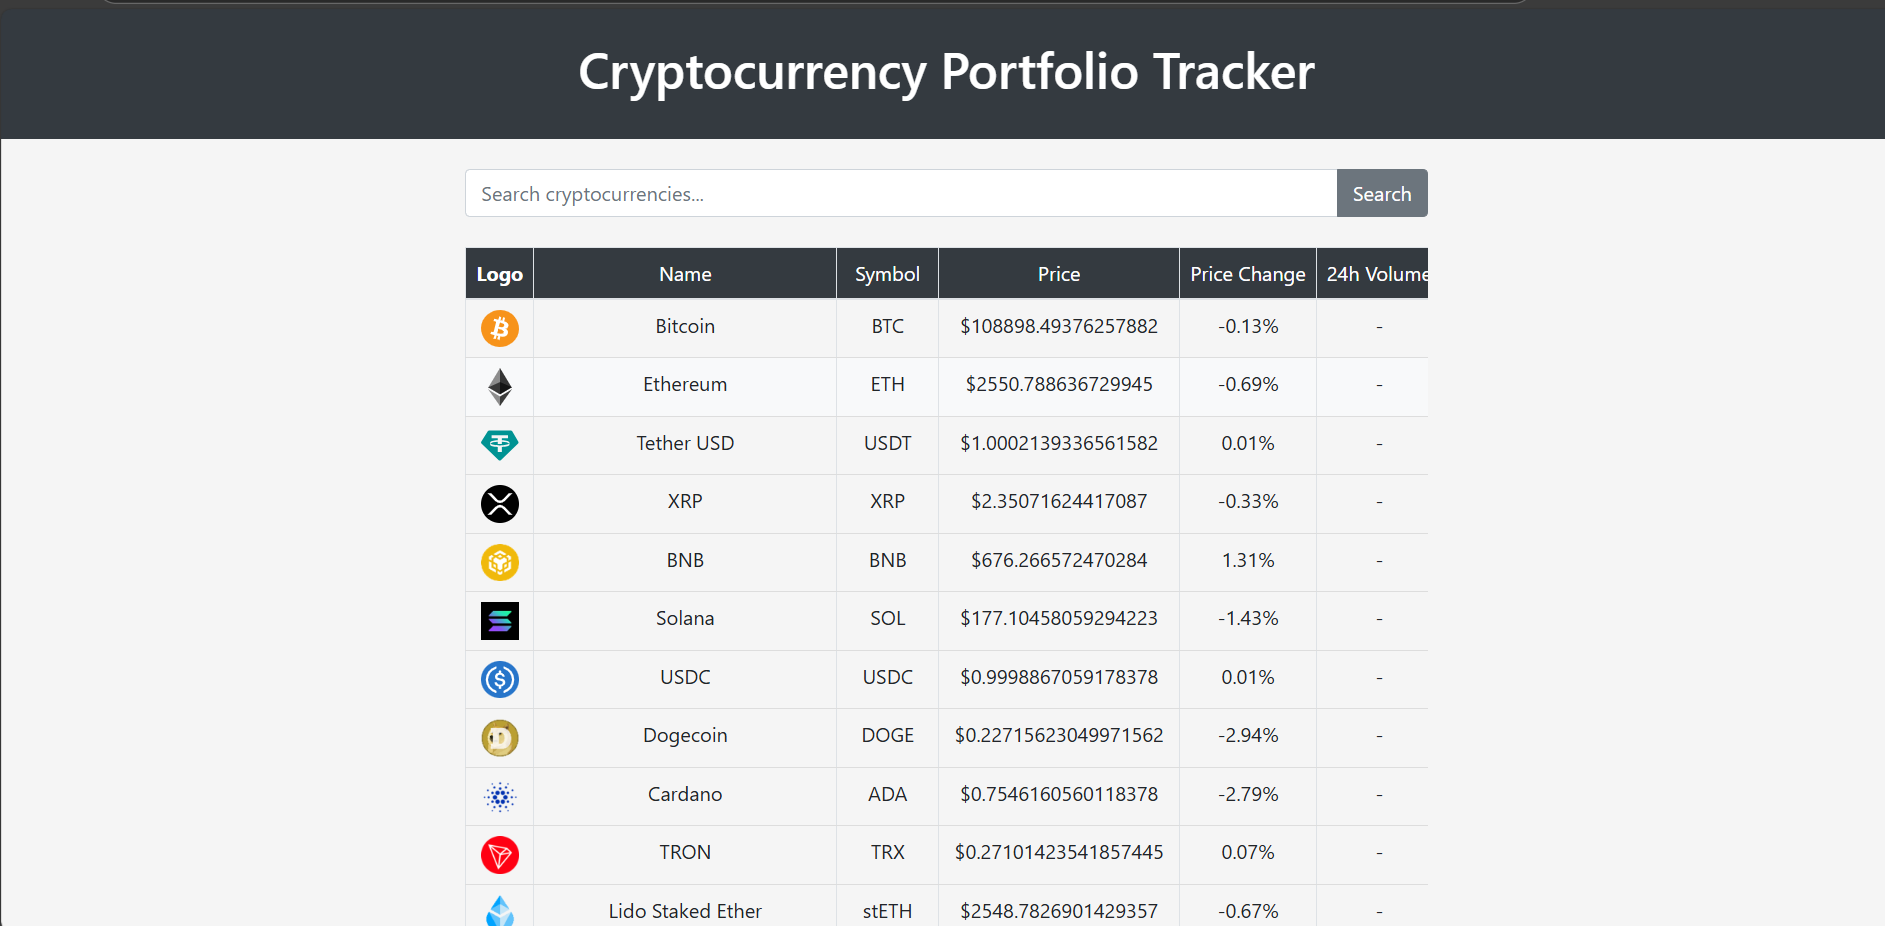 Cryptocurrency Portfolio Tracker
Search cryptocurrencies... Search
Logo Name Symbol Price Price Change 24h Volume
Bitcoin BTC $108898.49376257882 -0.13% -
Ethereum ETH $2550.788636729945 -0.69% -
Tether USD USDT $1.0002139336561582 0.01% -
XRP XRP $2.35071624417087 -0.33% -
BNB BNB $676.266572470284 1.31% -
Solana SOL $177.10458059294223 -1.43% -
USDC USDC $0.9998867059178378 0.01% -
Dogecoin DOGE $0.22715623049971562 -2.94% -
Cardano ADA $0.7546160560118378 -2.79% -
TRON TRX $0.27101423541857445 0.07% -
Lido Staked Ether stETH $2548.7826901429357 -0.67% -